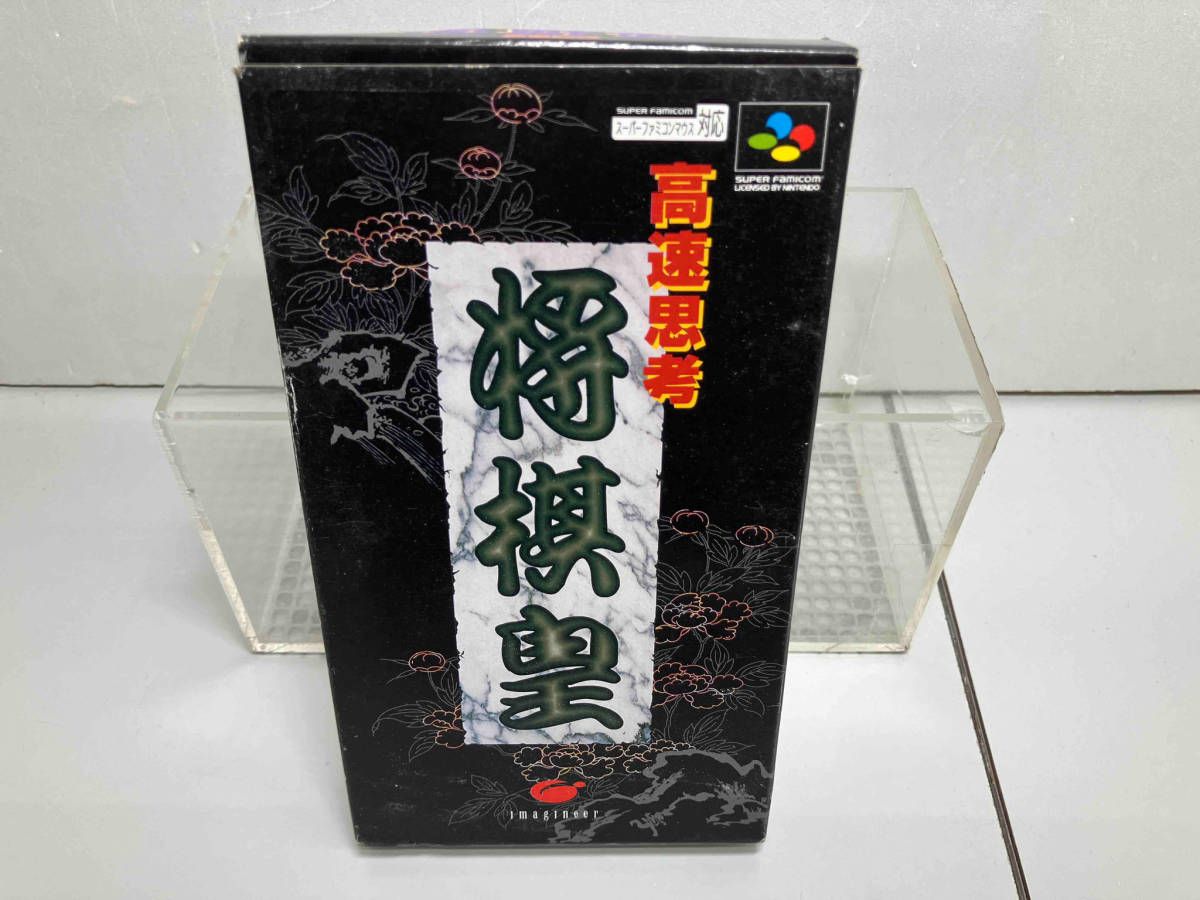 SUPER FAMICOM
スーパーファミコンマウス 対応
SUPER FAMICOM
LICENSED BY NINTENDO
高速思考
将棋皇
imagineer